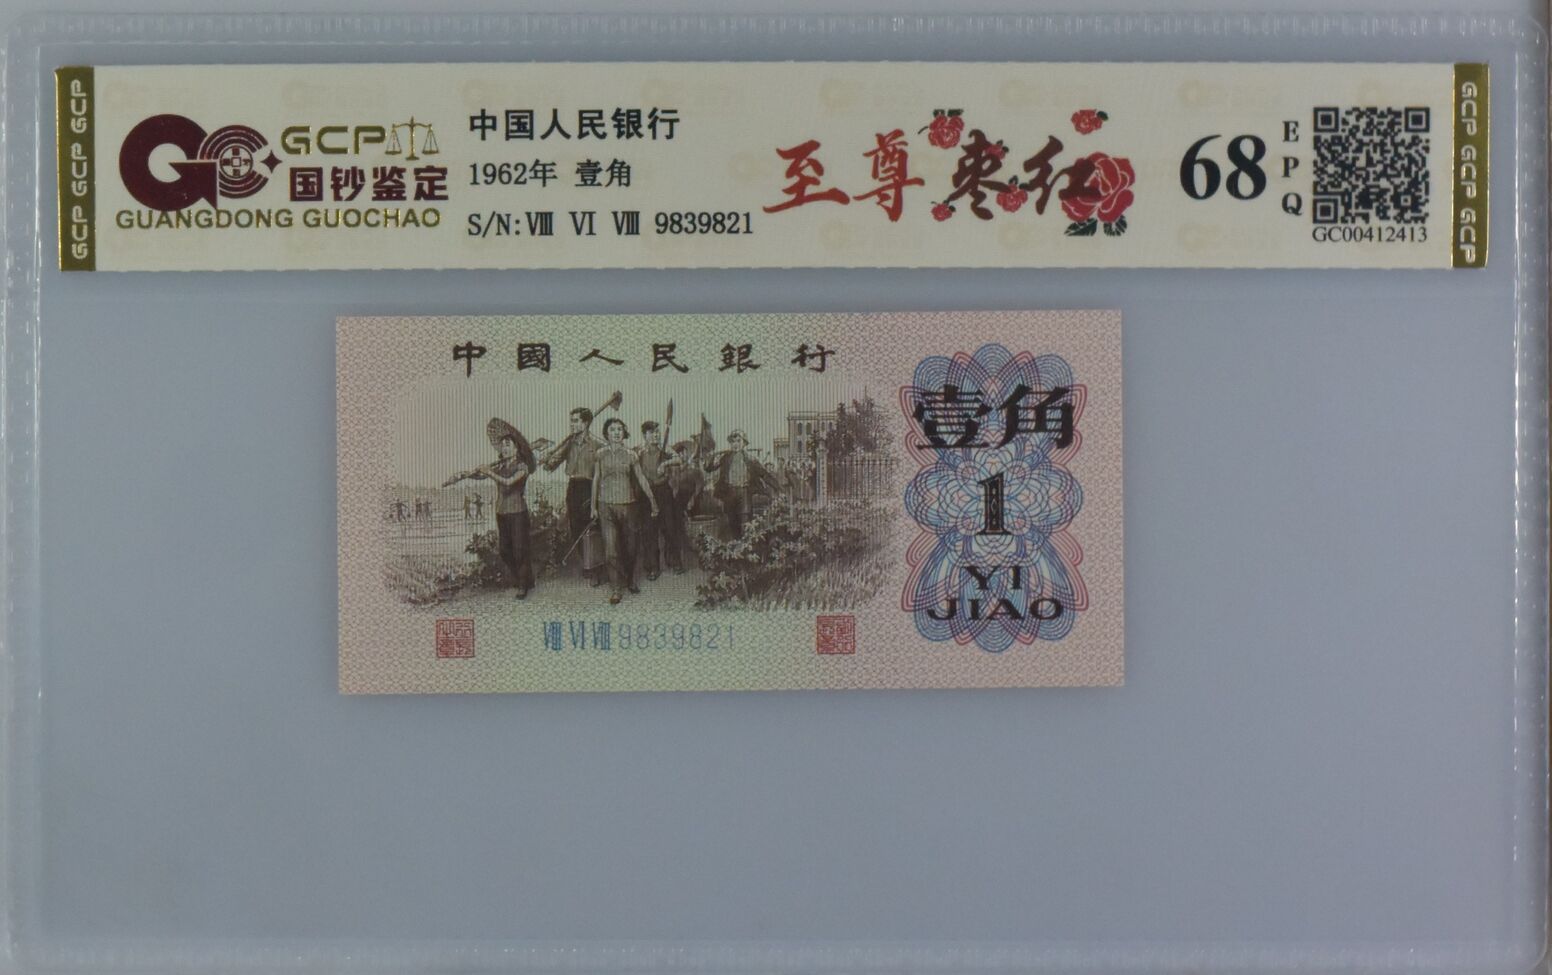 GCP GCP GCP
GCP
国钞鉴定
GUANGDONG GUOCHAO
中国人民银行
1962年 壹角
S/N: Ⅷ Ⅵ Ⅷ 9839821
至尊枣红
68
EPQ
GC00412413
GCP GCP GCP
中國人民銀行
壹角
1
YI
JIAO
Ⅷ Ⅵ Ⅷ 9839821